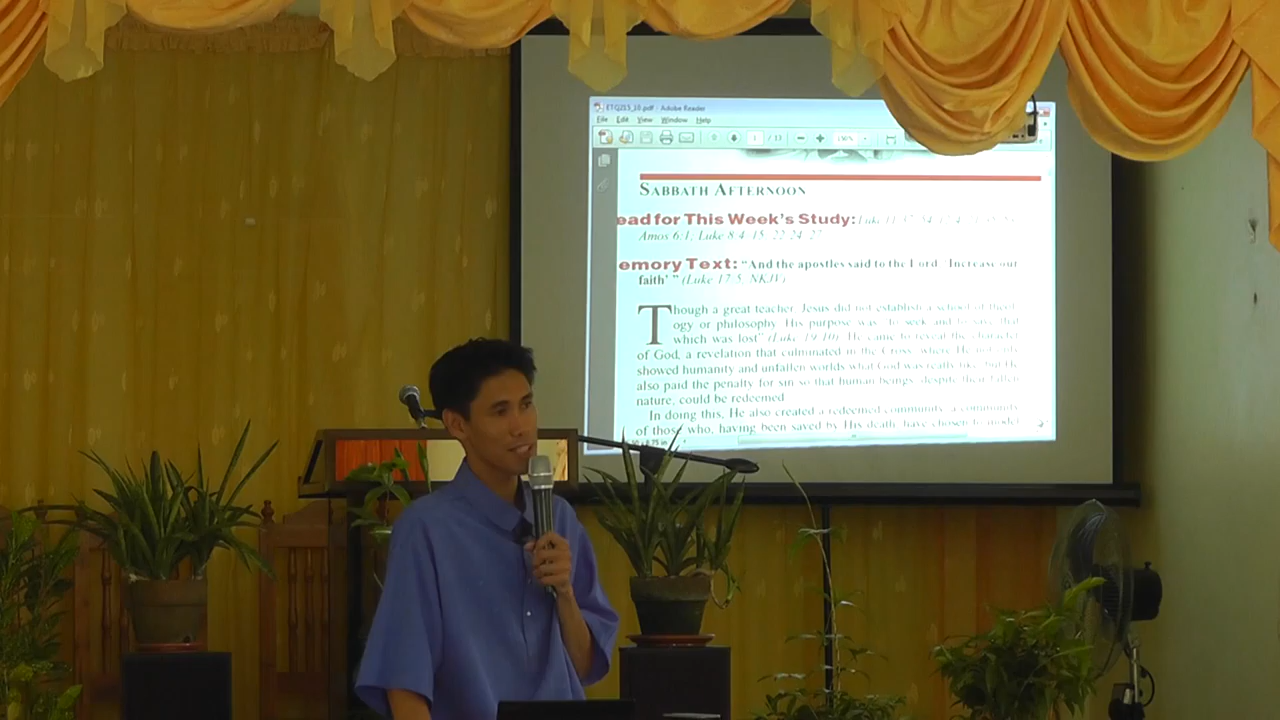 ETQ215_10.pdf - Adobe Reader
File Edit View Window Help
1 / 13 150%
SABBATH AFTERNOON
ead for This Week's Study: Luke
Amos 6:1; Luke 8:4-15, 22-24
emory Text: "And the apostles said to the Lord, 'Increase our
faith' " (Luke 17:5, NKJV)
Though a great teacher, Jesus did not establish a school of theol-
ogy or philosophy. His purpose was "to seek and to save that
which was lost" (Luke 19:10). He came to reveal the character
of God, a revelation that culminated in the Cross, where He not only
showed humanity and unfallen worlds what God was really like, but He
also paid the penalty for sin so that human beings, despite their fallen
nature, could be redeemed
In doing this, He also created a redeemed community, a community
of those who, having been saved by His death, have chosen to model